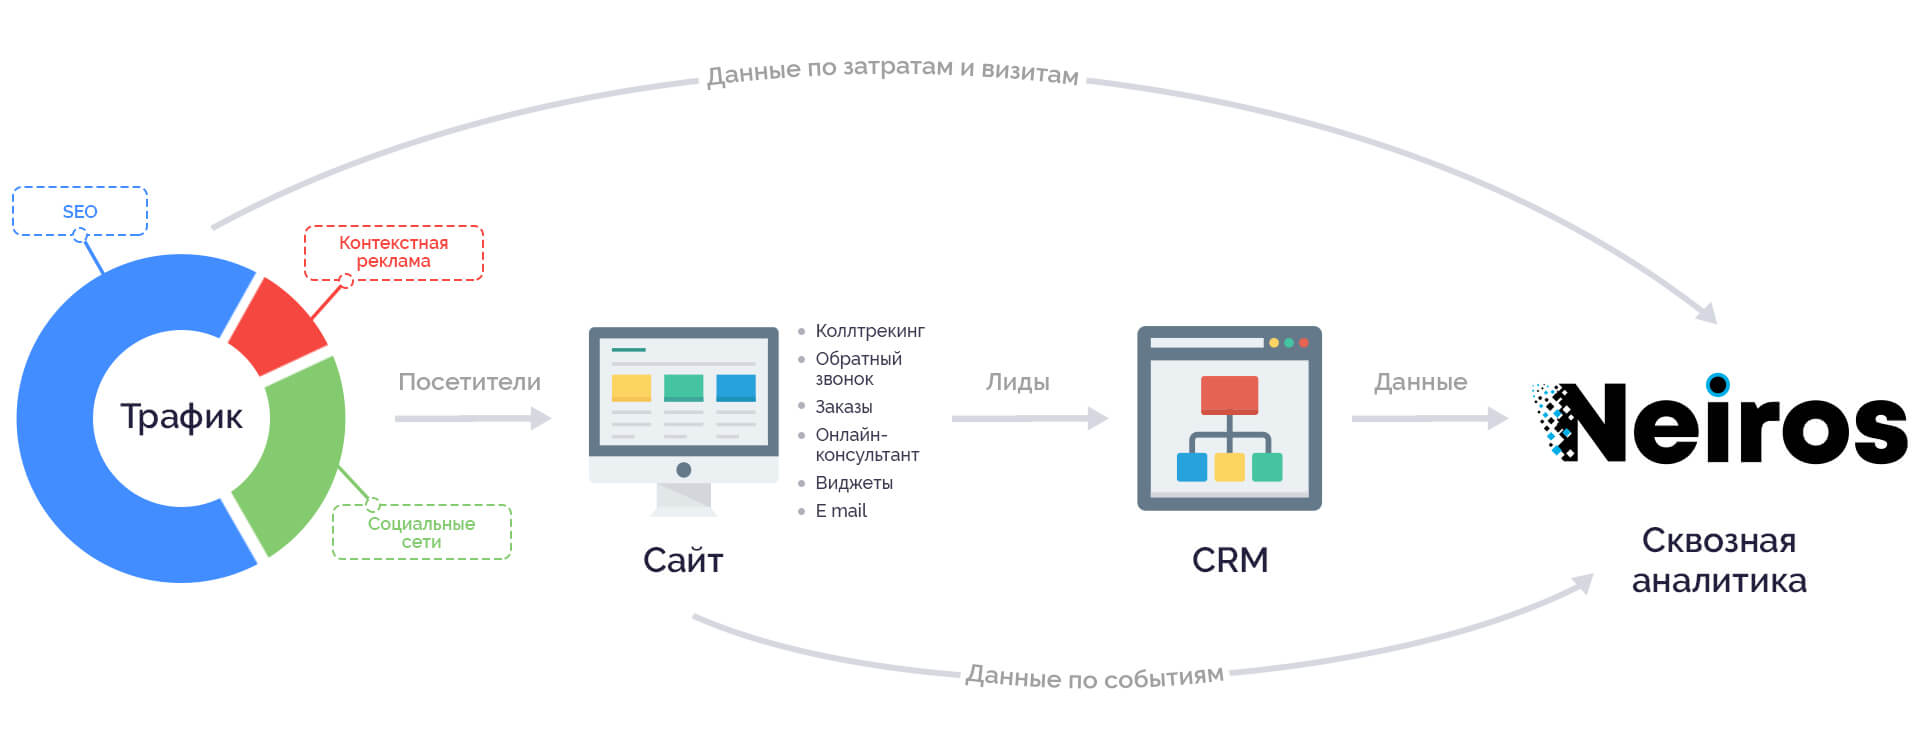 Данные по затратам и визитам
SEO
Контекстная
реклама
Трафик
Социальные
сети
Посетители
Коллтрекинг
Обратный
звонок
Заказы
Онлайн-
консультант
Виджеты
E mail
Сайт
Лиды
CRM
Данные
Neiros
Сквозная
аналитика
Данные по событиям